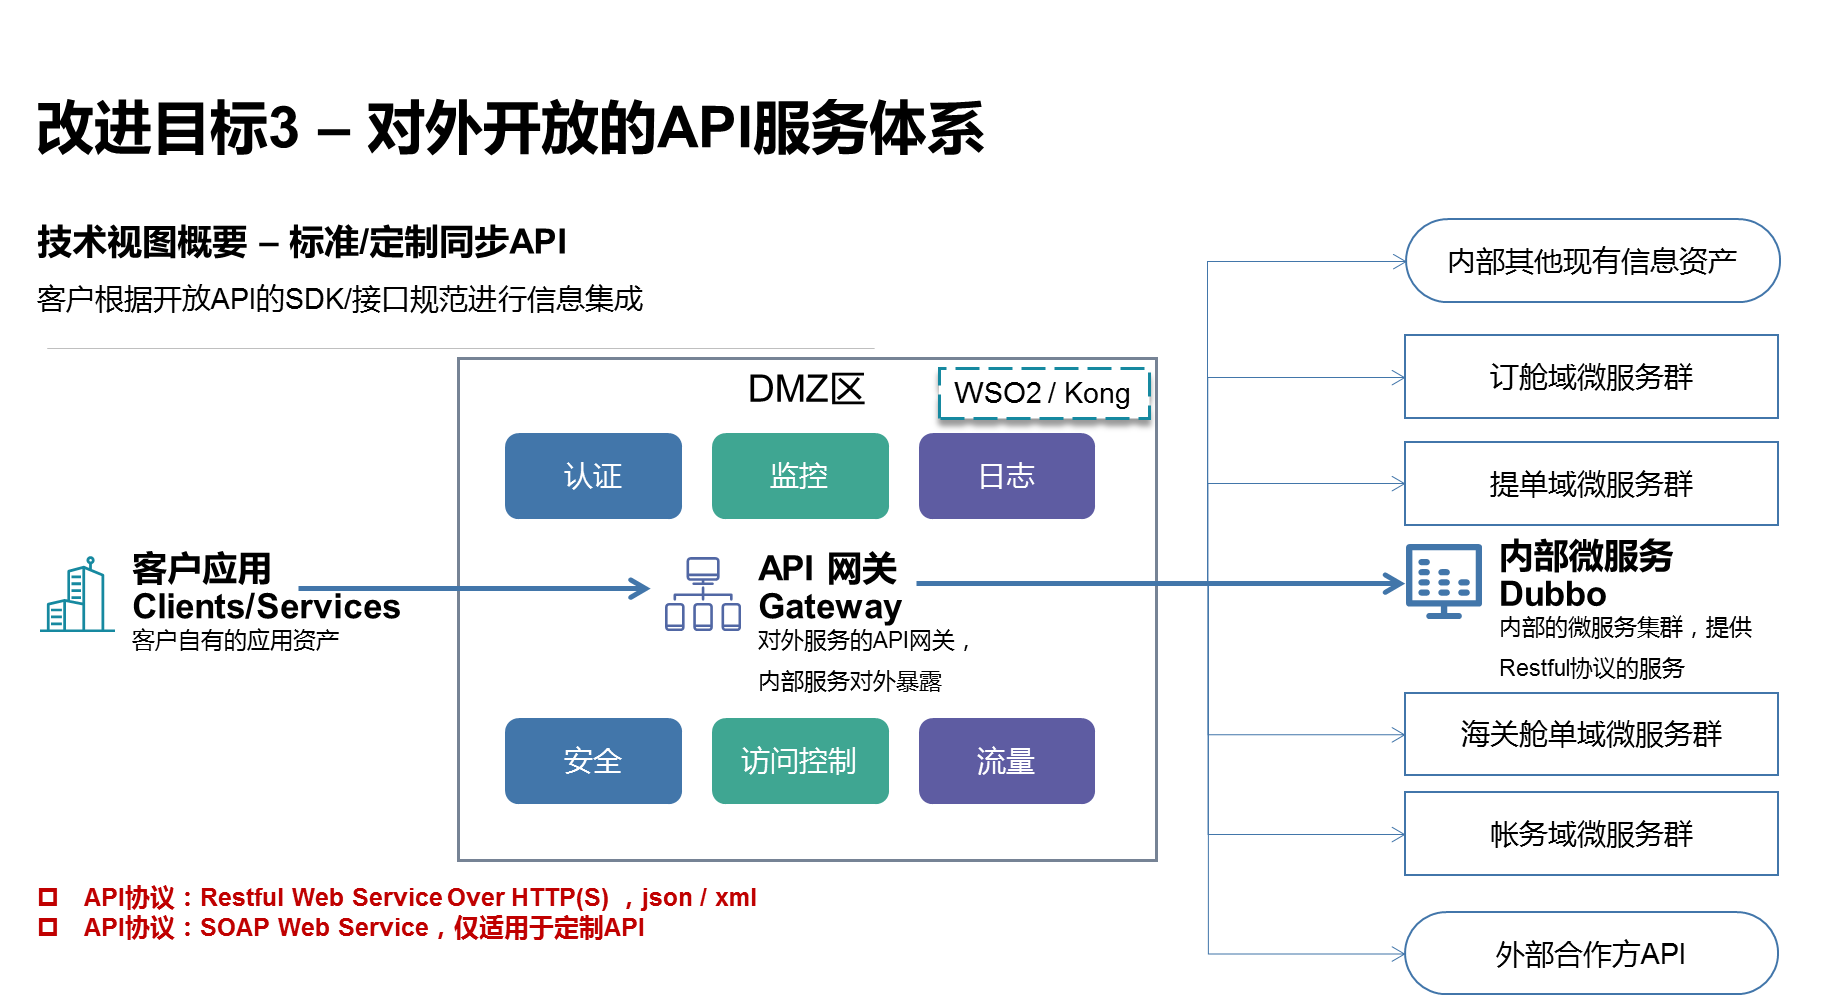 改进目标3 – 对外开放的API服务体系
技术视图概要 – 标准/定制同步API
客户根据开放API的SDK/接口规范进行信息集成
DMZ区
WSO2 / Kong
认证
监控
日志
客户应用
Clients/Services
客户自有的应用资产
API 网关
Gateway
对外服务的API网关，
内部服务对外暴露
安全
访问控制
流量
内部其他现有信息资产
订舱域微服务群
提单域微服务群
内部微服务
Dubbo
内部的微服务集群，提供
Restful协议的服务
海关舱单域微服务群
帐务域微服务群
外部合作方API
API协议：Restful Web Service Over HTTP(S) ，json / xml
API协议：SOAP Web Service，仅适用于定制API